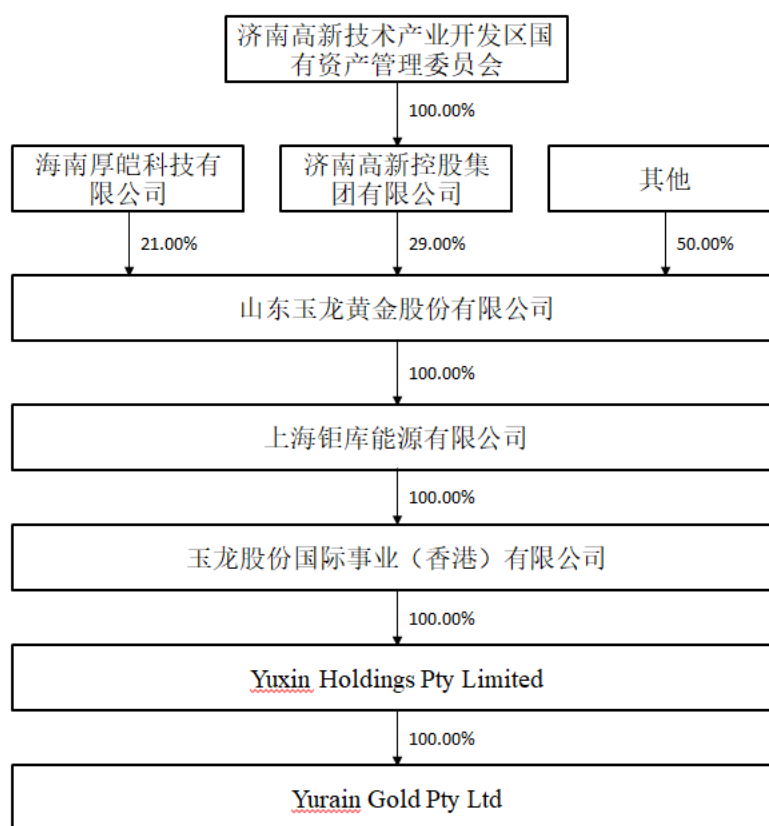 济南高新技术产业开发区国
有资产管理委员会
100.00%
海南厚皑科技有
限公司
济南高新控股集
团有限公司
其他
21.00%
29.00%
50.00%
山东玉龙黄金股份有限公司
100.00%
上海钜库能源有限公司
100.00%
玉龙股份国际事业（香港）有限公司
100.00%
Yuxin Holdings Pty Limited
100.00%
Yurain Gold Pty Ltd